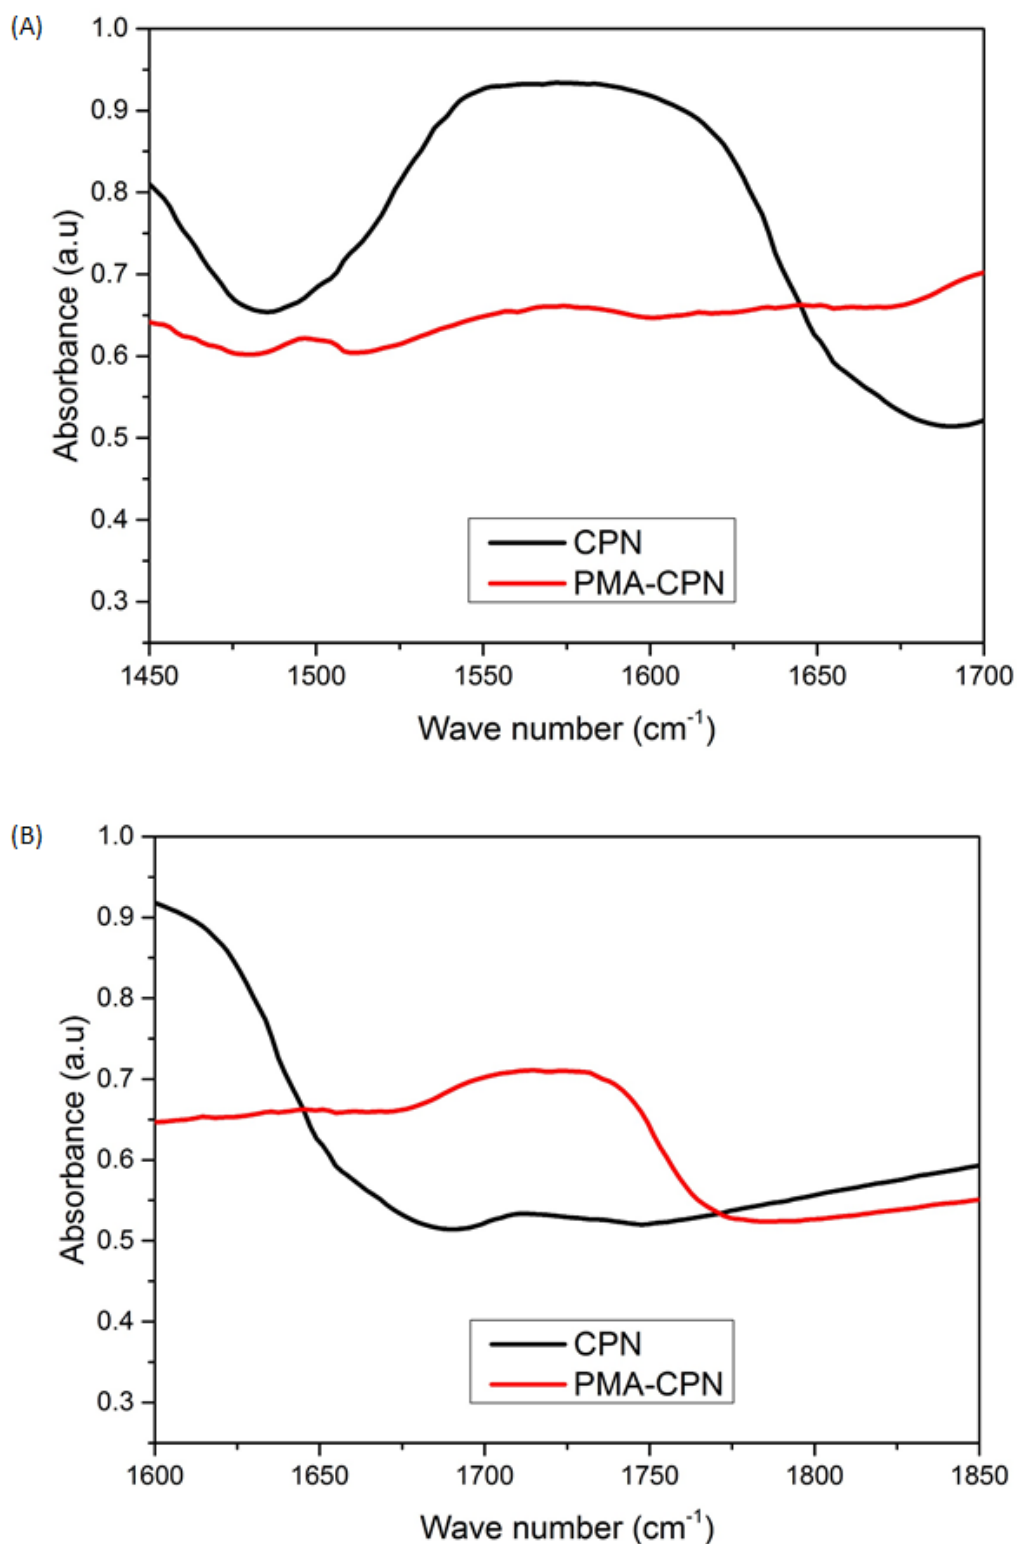 (A)
1.0
0.9
0.8
0.7
0.6
0.5
0.4
0.3
Absorbance (a.u)
CPN
PMA-CPN
1450 1500 1550 1600 1650 1700
Wave number (cm⁻¹)
(B)
1.0
0.9
0.8
0.7
0.6
0.5
0.4
0.3
Absorbance (a.u)
CPN
PMA-CPN
1600 1650 1700 1750 1800 1850
Wave number (cm⁻¹)